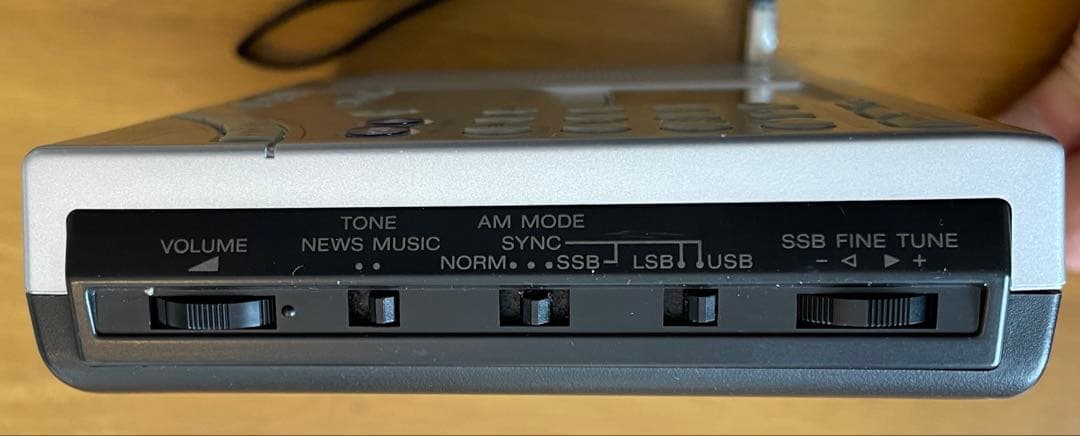 VOLUME
TONE
NEWS MUSIC
AM MODE
SYNC
NORM SSB LSB USB
SSB FINE TUNE
- +